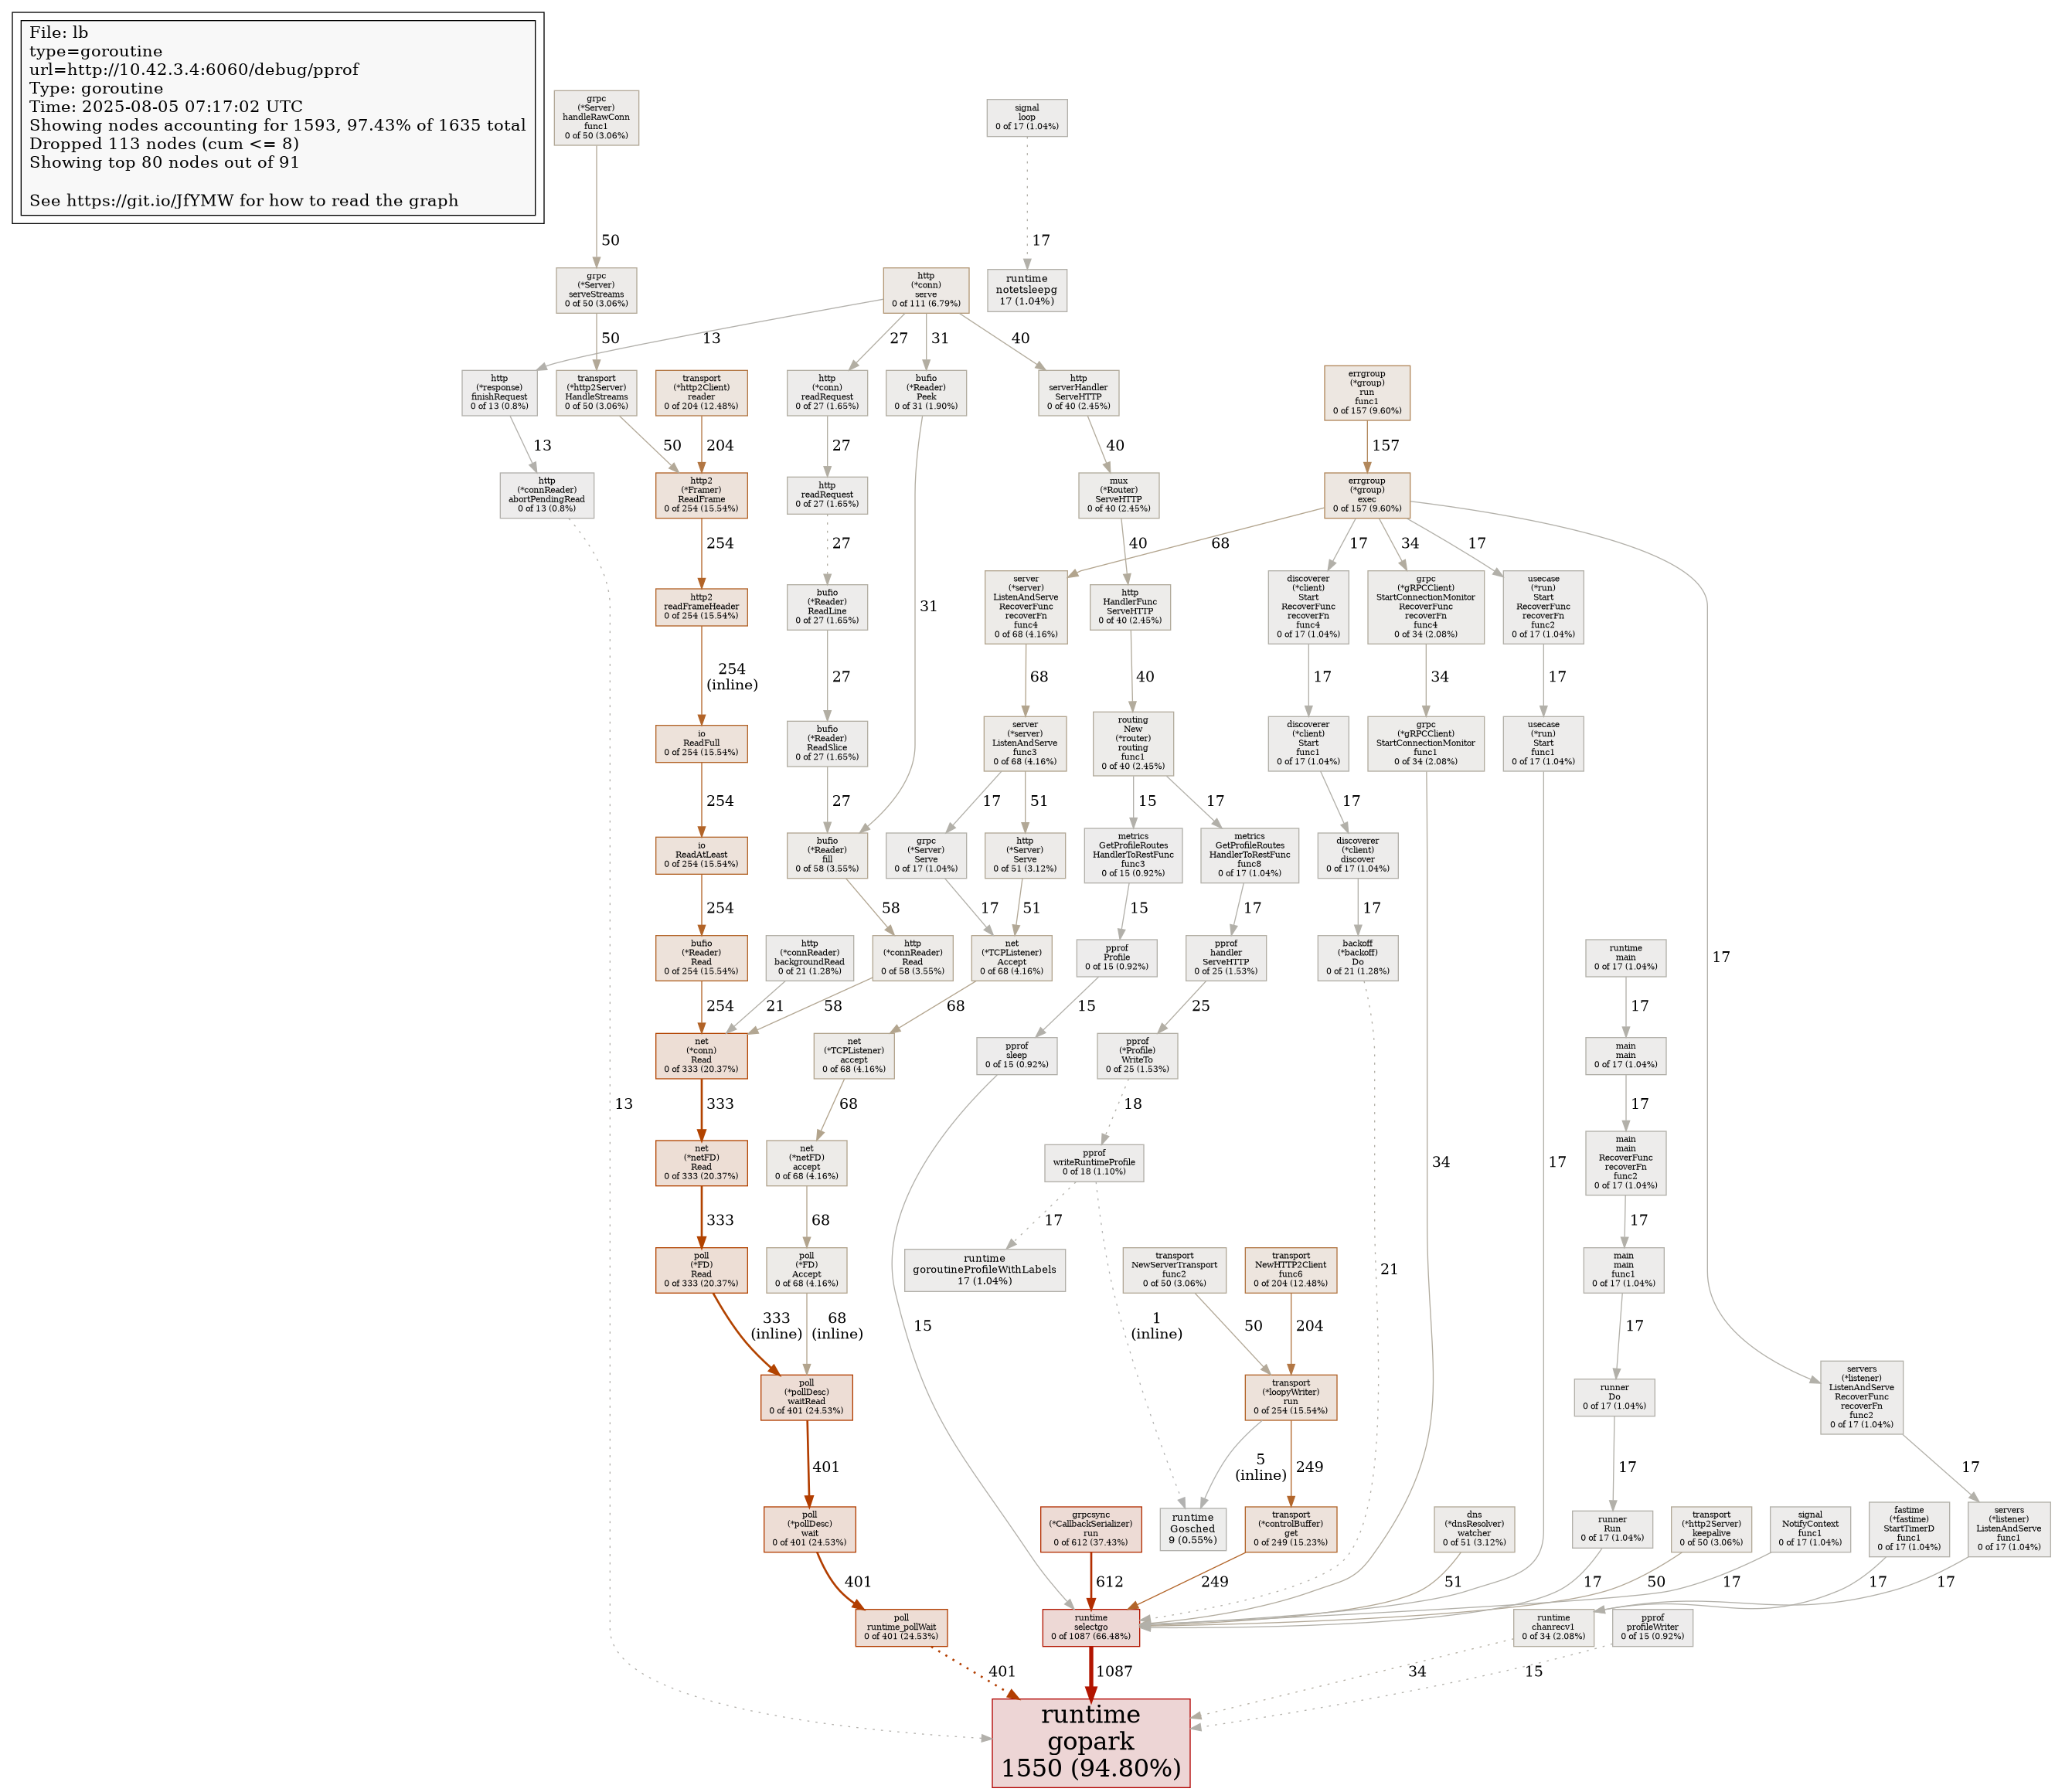 File: lb
type=goroutine
url=http://10.42.3.4:6060/debug/pprof
Type: goroutine
Time: 2025-08-05 07:17:02 UTC
Showing nodes accounting for 1593, 97.43% of 1635 total
Dropped 113 nodes (cum <= 8)
Showing top 80 nodes out of 91
See https://git.io/JfYMW for how to read the graph
grpc
(*Server)
handleRawConn
func1
0 of 50 (3.06%)
signal
loop
0 of 17 (1.04%)
50
17
grpc
(*Server)
serveStreams
0 of 50 (3.06%)
http
(*conn)
serve
0 of 111 (6.79%)
runtime
notetsleepg
17 (1.04%)
50
13
27
31
40
http
(*response)
finishRequest
0 of 13 (0.8%)
transport
(*http2Server)
HandleStreams
0 of 50 (3.06%)
transport
(*http2Client)
reader
0 of 204 (12.48%)
http
(*conn)
readRequest
0 of 27 (1.65%)
bufio
(*Reader)
Peek
0 of 31 (1.90%)
http
serverHandler
ServeHTTP
0 of 40 (2.45%)
errgroup
(*group)
run
func1
0 of 157 (9.60%)
13
50
204
27
40
157
http
(*connReader)
abortPendingRead
0 of 13 (0.8%)
http2
(*Framer)
ReadFrame
0 of 254 (15.54%)
http
readRequest
0 of 27 (1.65%)
mux
(*Router)
ServeHTTP
0 of 40 (2.45%)
errgroup
(*group)
exec
0 of 157 (9.60%)
254
27
40
68
17
34
17
http2
readFrameHeader
0 of 254 (15.54%)
bufio
(*Reader)
ReadLine
0 of 27 (1.65%)
31
server
(*server)
ListenAndServe
RecoverFunc
recoverFn
func4
0 of 68 (4.16%)
http
HandlerFunc
ServeHTTP
0 of 40 (2.45%)
discoverer
(*client)
Start
RecoverFunc
recoverFn
func4
0 of 17 (1.04%)
grpc
(*gRPCClient)
StartConnectionMonitor
RecoverFunc
recoverFn
func4
0 of 34 (2.08%)
usecase
(*run)
Start
RecoverFunc
recoverFn
func2
0 of 17 (1.04%)
254
(inline)
27
68
40
17
34
17
io
ReadFull
0 of 254 (15.54%)
bufio
(*Reader)
ReadSlice
0 of 27 (1.65%)
server
(*server)
ListenAndServe
func3
0 of 68 (4.16%)
routing
New
(*router)
routing
func1
0 of 40 (2.45%)
discoverer
(*client)
Start
func1
0 of 17 (1.04%)
grpc
(*gRPCClient)
StartConnectionMonitor
func1
0 of 34 (2.08%)
usecase
(*run)
Start
func1
0 of 17 (1.04%)
254
27
17
51
15
17
17
io
ReadAtLeast
0 of 254 (15.54%)
bufio
(*Reader)
fill
0 of 58 (3.55%)
grpc
(*Server)
Serve
0 of 17 (1.04%)
http
(*Server)
Serve
0 of 51 (3.12%)
metrics
GetProfileRoutes
HandlerToRestFunc
func3
0 of 15 (0.92%)
metrics
GetProfileRoutes
HandlerToRestFunc
func8
0 of 17 (1.04%)
discoverer
(*client)
discover
0 of 17 (1.04%)
254
58
17
51
15
17
17
bufio
(*Reader)
Read
0 of 254 (15.54%)
http
(*connReader)
backgroundRead
0 of 21 (1.28%)
http
(*connReader)
Read
0 of 58 (3.55%)
net
(*TCPListener)
Accept
0 of 68 (4.16%)
pprof
Profile
0 of 15 (0.92%)
pprof
handler
ServeHTTP
0 of 25 (1.53%)
backoff
(*backoff)
Do
0 of 21 (1.28%)
runtime
main
0 of 17 (1.04%)
17
254
21
58
68
15
25
17
net
(*conn)
Read
0 of 333 (20.37%)
net
(*TCPListener)
accept
0 of 68 (4.16%)
pprof
sleep
0 of 15 (0.92%)
pprof
(*Profile)
WriteTo
0 of 25 (1.53%)
main
main
0 of 17 (1.04%)
13
333
68
18
17
net
(*netFD)
Read
0 of 333 (20.37%)
net
(*netFD)
accept
0 of 68 (4.16%)
pprof
writeRuntimeProfile
0 of 18 (1.10%)
34
17
main
main
RecoverFunc
recoverFn
func2
0 of 17 (1.04%)
333
68
17
17
poll
(*FD)
Read
0 of 333 (20.37%)
poll
(*FD)
Accept
0 of 68 (4.16%)
runtime
goroutineProfileWithLabels
17 (1.04%)
transport
NewServerTransport
func2
0 of 50 (3.06%)
transport
NewHTTP2Client
func6
0 of 204 (12.48%)
21
main
main
func1
0 of 17 (1.04%)
333
(inline)
68
(inline)
15
1
(inline)
50
204
17
poll
(*pollDesc)
waitRead
0 of 401 (24.53%)
transport
(*loopyWriter)
run
0 of 254 (15.54%)
runner
Do
0 of 17 (1.04%)
servers
(*listener)
ListenAndServe
RecoverFunc
recoverFn
func2
0 of 17 (1.04%)
401
5
(inline)
249
17
17
poll
(*pollDesc)
wait
0 of 401 (24.53%)
grpcsync
(*CallbackSerializer)
run
0 of 612 (37.43%)
runtime
Gosched
9 (0.55%)
transport
(*controlBuffer)
get
0 of 249 (15.23%)
dns
(*dnsResolver)
watcher
0 of 51 (3.12%)
runner
Run
0 of 17 (1.04%)
transport
(*http2Server)
keepalive
0 of 50 (3.06%)
signal
NotifyContext
func1
0 of 17 (1.04%)
fastime
(*fastime)
StartTimerD
func1
0 of 17 (1.04%)
servers
(*listener)
ListenAndServe
func1
0 of 17 (1.04%)
401
612
249
51
17
50
17
17
17
poll
runtime_pollWait
0 of 401 (24.53%)
runtime
selectgo
0 of 1087 (66.48%)
runtime
chanrecv1
0 of 34 (2.08%)
pprof
profileWriter
0 of 15 (0.92%)
401
1087
34
15
runtime
gopark
1550 (94.80%)